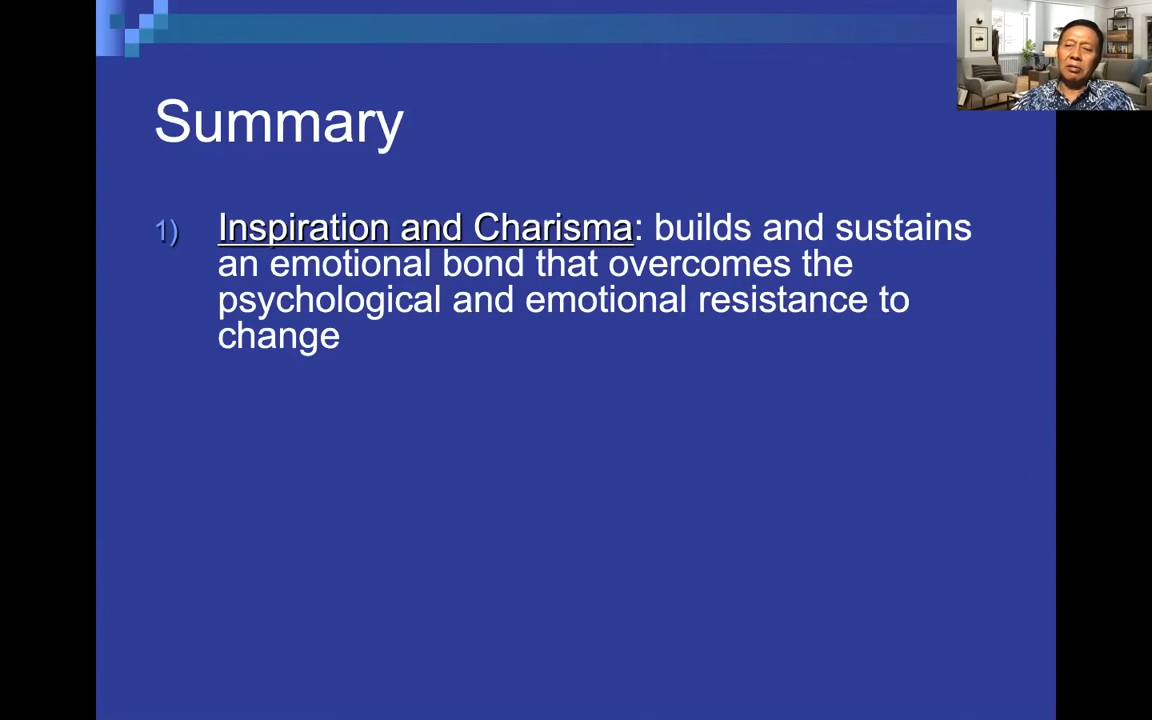 Summary
1) Inspiration and Charisma: builds and sustains
an emotional bond that overcomes the
psychological and emotional resistance to
change